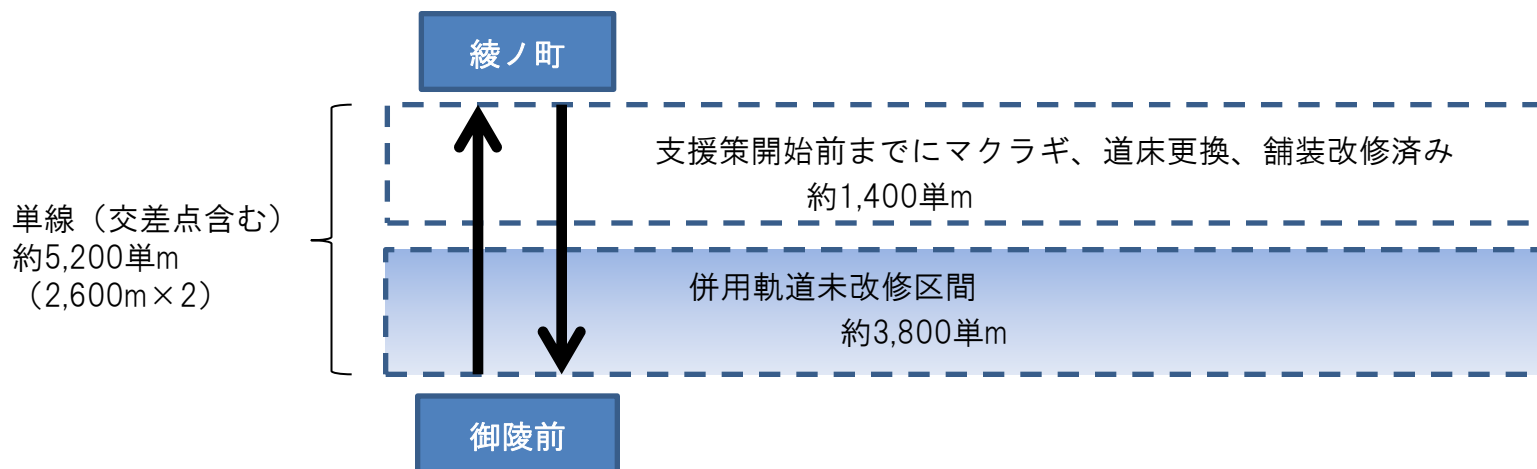 綾ノ町
支援策開始前までにマクラギ、道床更換、舗装改修済み
約1,400単m
単線（交差点含む）
約5,200単m
（2,600m×2）
併用軌道未改修区間
約3,800単m
御陵前